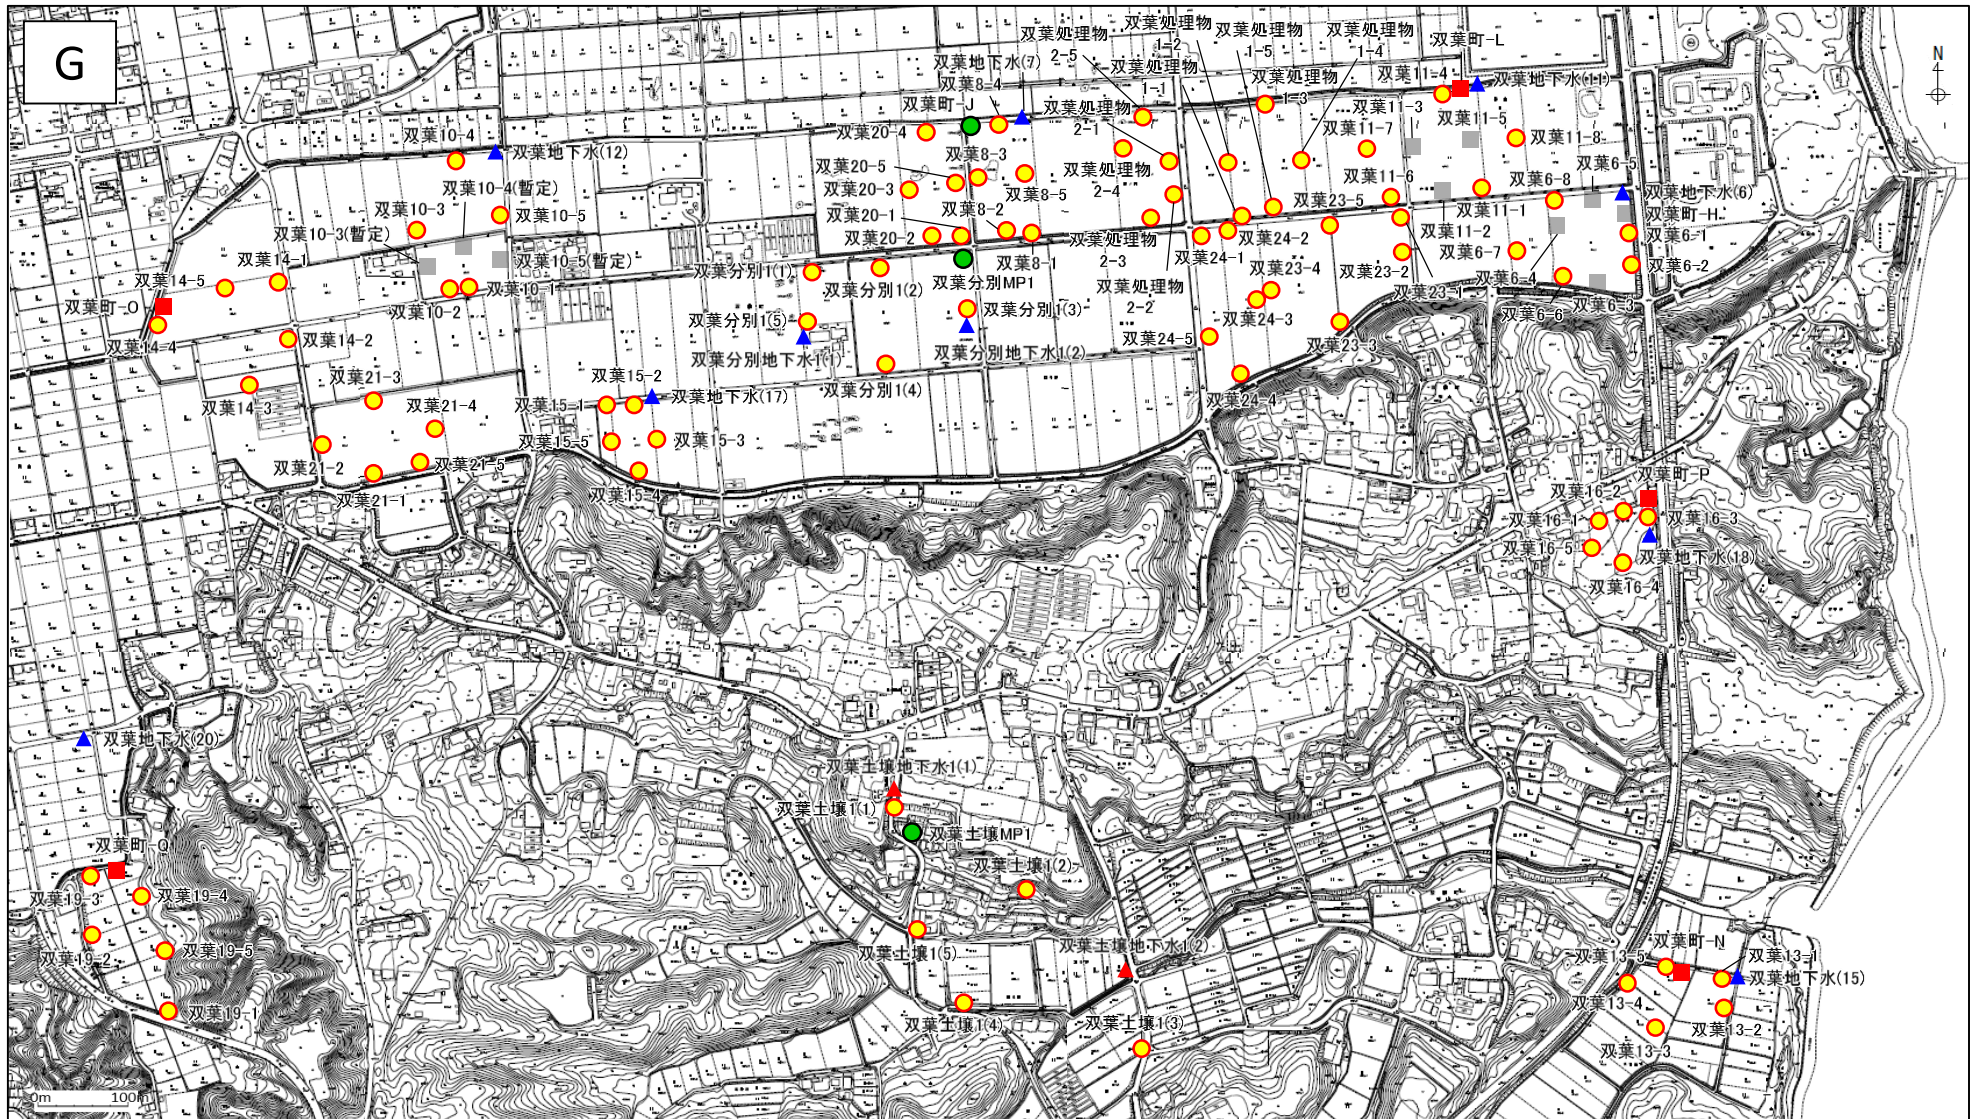 G
N
双葉処理物
1-2
双葉処理物
2-5
双葉処理物
1-5
双葉処理物
1-4
双葉町-L
双葉地下水(7)
双葉処理物
1-1
双葉処理物
1-3
双葉11-4
双葉地下水(11)
双葉8-4
双葉町-J
双葉処理物
2-1
双葉11-3
双葉11-5
双葉10-4
双葉20-4
双葉11-7
双葉11-8
双葉地下水(12)
双葉8-3
双葉20-5
双葉処理物
2-4
双葉6-5
双葉10-4(暫定)
双葉20-3
双葉8-5
双葉11-6
双葉6-8
双葉地下水(6)
双葉10-3
双葉10-5
双葉20-1
双葉8-2
双葉23-5
双葉11-1
双葉町-H
双葉10-3(暫定)
双葉20-2
双葉処理物
2-3
双葉24-2
双葉11-2
双葉6-1
双葉14-1
双葉10-5(暫定)
双葉8-1
双葉24-1
双葉6-7
双葉14-5
双葉分別1(1)
双葉23-4
双葉23-2
双葉6-2
双葉10-1
双葉分別1(2)
双葉分別MP1
双葉処理物
2-2
双葉23-1
双葉6-4
双葉町-O
双葉10-2
双葉分別1(3)
双葉6-6
双葉6-3
双葉分別1(5)
双葉24-3
双葉14-4
双葉14-2
双葉24-5
双葉23-3
双葉分別地下水1(1)
双葉分別地下水1(2)
双葉21-3
双葉15-2
双葉分別1(4)
双葉14-3
双葉21-4
双葉15-1
双葉地下水(17)
双葉24-4
双葉15-5
双葉15-3
双葉21-2
双葉21-5
双葉町-P
双葉21-1
双葉15-4
双葉16-2
双葉16-1
双葉16-3
双葉16-5
双葉地下水(18)
双葉16-4
双葉地下水(20)
双葉土壌地下水1(1)
双葉土壌1(1)
双葉土壌MP1
双葉町-Q
双葉土壌1(2)
双葉19-3
双葉19-4
双葉19-2
双葉19-5
双葉土壌1(5)
双葉土壌地下水1(2)
双葉町-N
双葉13-5
双葉13-1
双葉地下水(15)
双葉19-1
双葉13-4
双葉土壌1(4)
双葉土壌1(3)
双葉13-2
双葉13-3
0m
100m